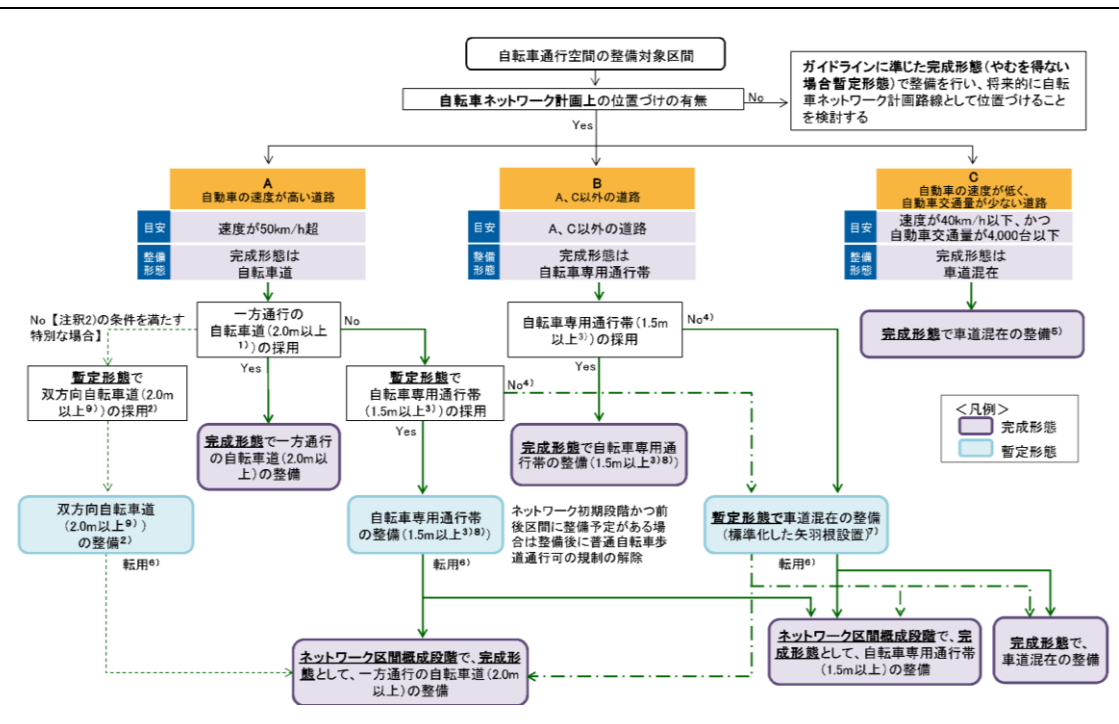 自転車通行空間の整備対象区間
自転車ネットワーク計画上の位置づけの有無
No
Yes
ガイドラインに準じた完成形態(やむを得ない
場合暫定形態)で整備を行い、将来的に自転
車ネットワーク計画路線として位置づけること
を検討する
A
自動車の速度が高い道路
目安
速度が50km/h超
整備
形態
完成形態は
自転車道
B
A、C以外の道路
目安
A、C以外の道路
整備
形態
完成形態は
自転車専用通行帯
C
自動車の速度が低く、
自動車交通量が少ない道路
目安
速度が40km/h以下、かつ
自動車交通量が4,000台以下
整備
形態
完成形態は
車道混在
No【注釈2)の条件を満たす
特別な場合】
一方通行の
自転車道(2.0m以上
1))の採用
No
Yes
自転車専用通行帯(1.5m
以上3))の採用
No4)
Yes
完成形態で車道混在の整備5)
暫定形態で
双方向自転車道(2.0m
以上9))の採用2)
暫定形態で
自転車専用通行帯
(1.5m以上3))の採用
No4)
Yes
<凡例>
完成形態
暫定形態
完成形態で一方通行
の自転車道(2.0m以
上)の整備
完成形態で自転車専用通
行帯の整備(1.5m以上3)8))
双方向自転車道
(2.0m以上9))
の整備2)
自転車専用通行帯
の整備(1.5m以上3)8))
ネットワーク初期段階かつ前
後区間に整備予定がある場
合は整備後に普通自転車歩
道通行可の規制の解除
暫定形態で車道混在の整備
(標準化した矢羽根設置)7)
転用6)
転用6)
転用6)
ネットワーク区間概成段階で、完成形
態として、一方通行の自転車道(2.0m
以上)の整備
ネットワーク区間概成段階で、完
成形態として、自転車専用通行帯
(1.5m以上)の整備
完成形態で、
車道混在の整備